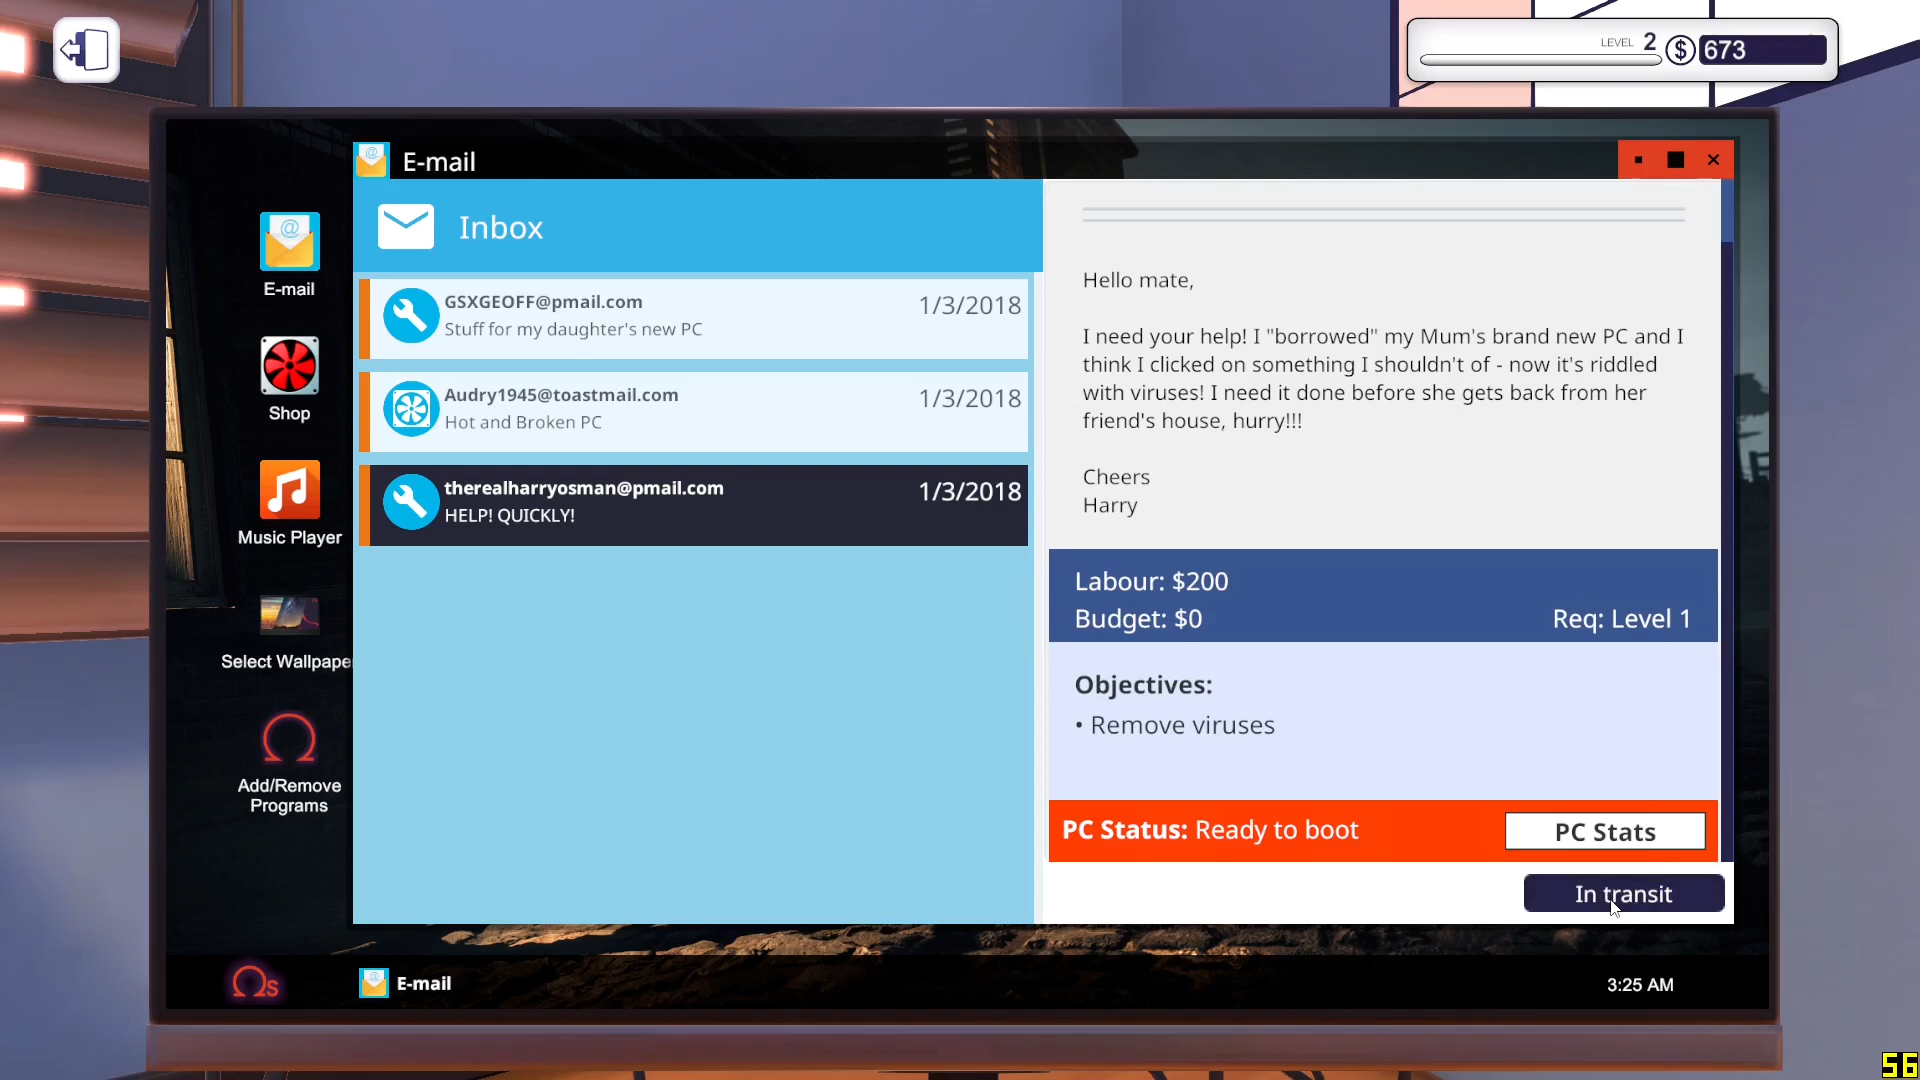 LEVEL 2 $ 673
E-mail
Inbox
E-mail
Shop
Music Player
Select Wallpape
Add/Remove
Programs
GSXGEOFF@pmail.com 1/3/2018
Stuff for my daughter's new PC
Audry1945@toastmail.com 1/3/2018
Hot and Broken PC
therealharryosman@pmail.com 1/3/2018
HELP! QUICKLY!
Hello mate,
I need your help! I "borrowed" my Mum's brand new PC and I
think I clicked on something I shouldn't of - now it's riddled
with viruses! I need it done before she gets back from her
friend's house, hurry!!!
Cheers
Harry
Labour: $200
Budget: $0 Req: Level 1
Objectives:
• Remove viruses
PC Status: Ready to boot PC Stats
In transit
Ωs E-mail 3:25 AM
56